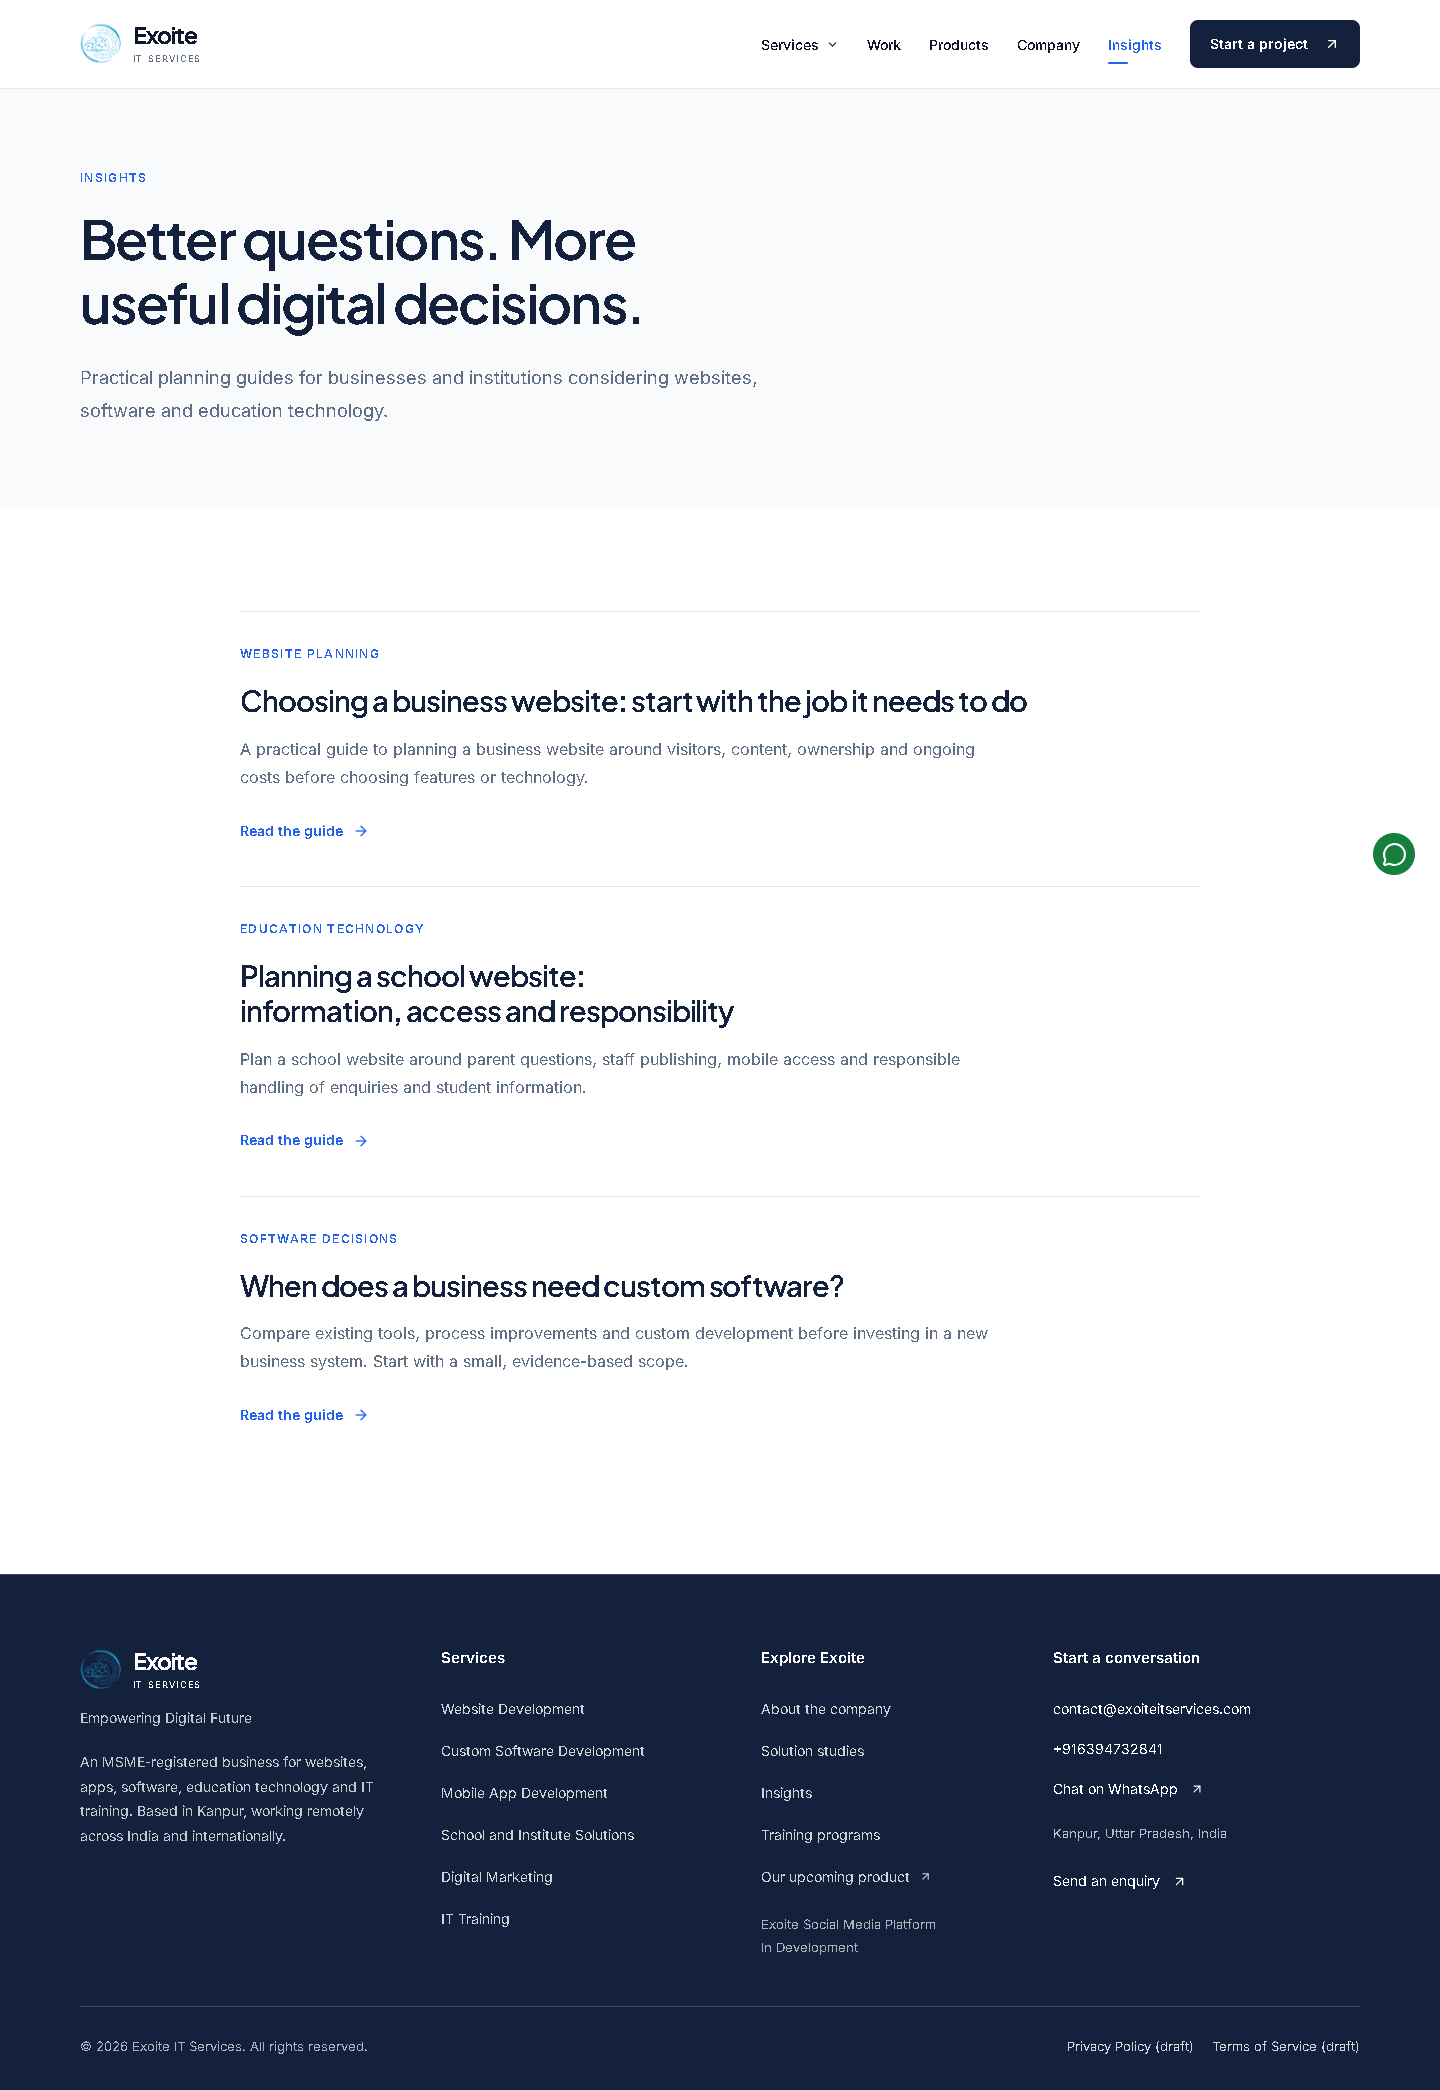 Exoite
IT SERVICES
Services
Work
Products
Company
Insights
Start a project
INSIGHTS
Better questions. More
useful digital decisions.
Practical planning guides for businesses and institutions considering websites,
software and education technology.
WEBSITE PLANNING
Choosing a business website: start with the job it needs to do
A practical guide to planning a business website around visitors, content, ownership and ongoing
costs before choosing features or technology.
Read the guide
EDUCATION TECHNOLOGY
Planning a school website:
information, access and responsibility
Plan a school website around parent questions, staff publishing, mobile access and responsible
handling of enquiries and student information.
Read the guide
SOFTWARE DECISIONS
When does a business need custom software?
Compare existing tools, process improvements and custom development before investing in a new
business system. Start with a small, evidence-based scope.
Read the guide
Exoite
IT SERVICES
Empowering Digital Future
An MSME-registered business for websites,
apps, software, education technology and IT
training. Based in Kanpur, working remotely
across India and internationally.
Services
Website Development
Custom Software Development
Mobile App Development
School and Institute Solutions
Digital Marketing
IT Training
Explore Exoite
About the company
Solution studies
Insights
Training programs
Our upcoming product
Exoite Social Media Platform
In Development
Start a conversation
contact@exoiteitservices.com
+916394732841
Chat on WhatsApp
Kanpur, Uttar Pradesh, India
Send an enquiry
© 2026 Exoite IT Services. All rights reserved.
Privacy Policy (draft)
Terms of Service (draft)